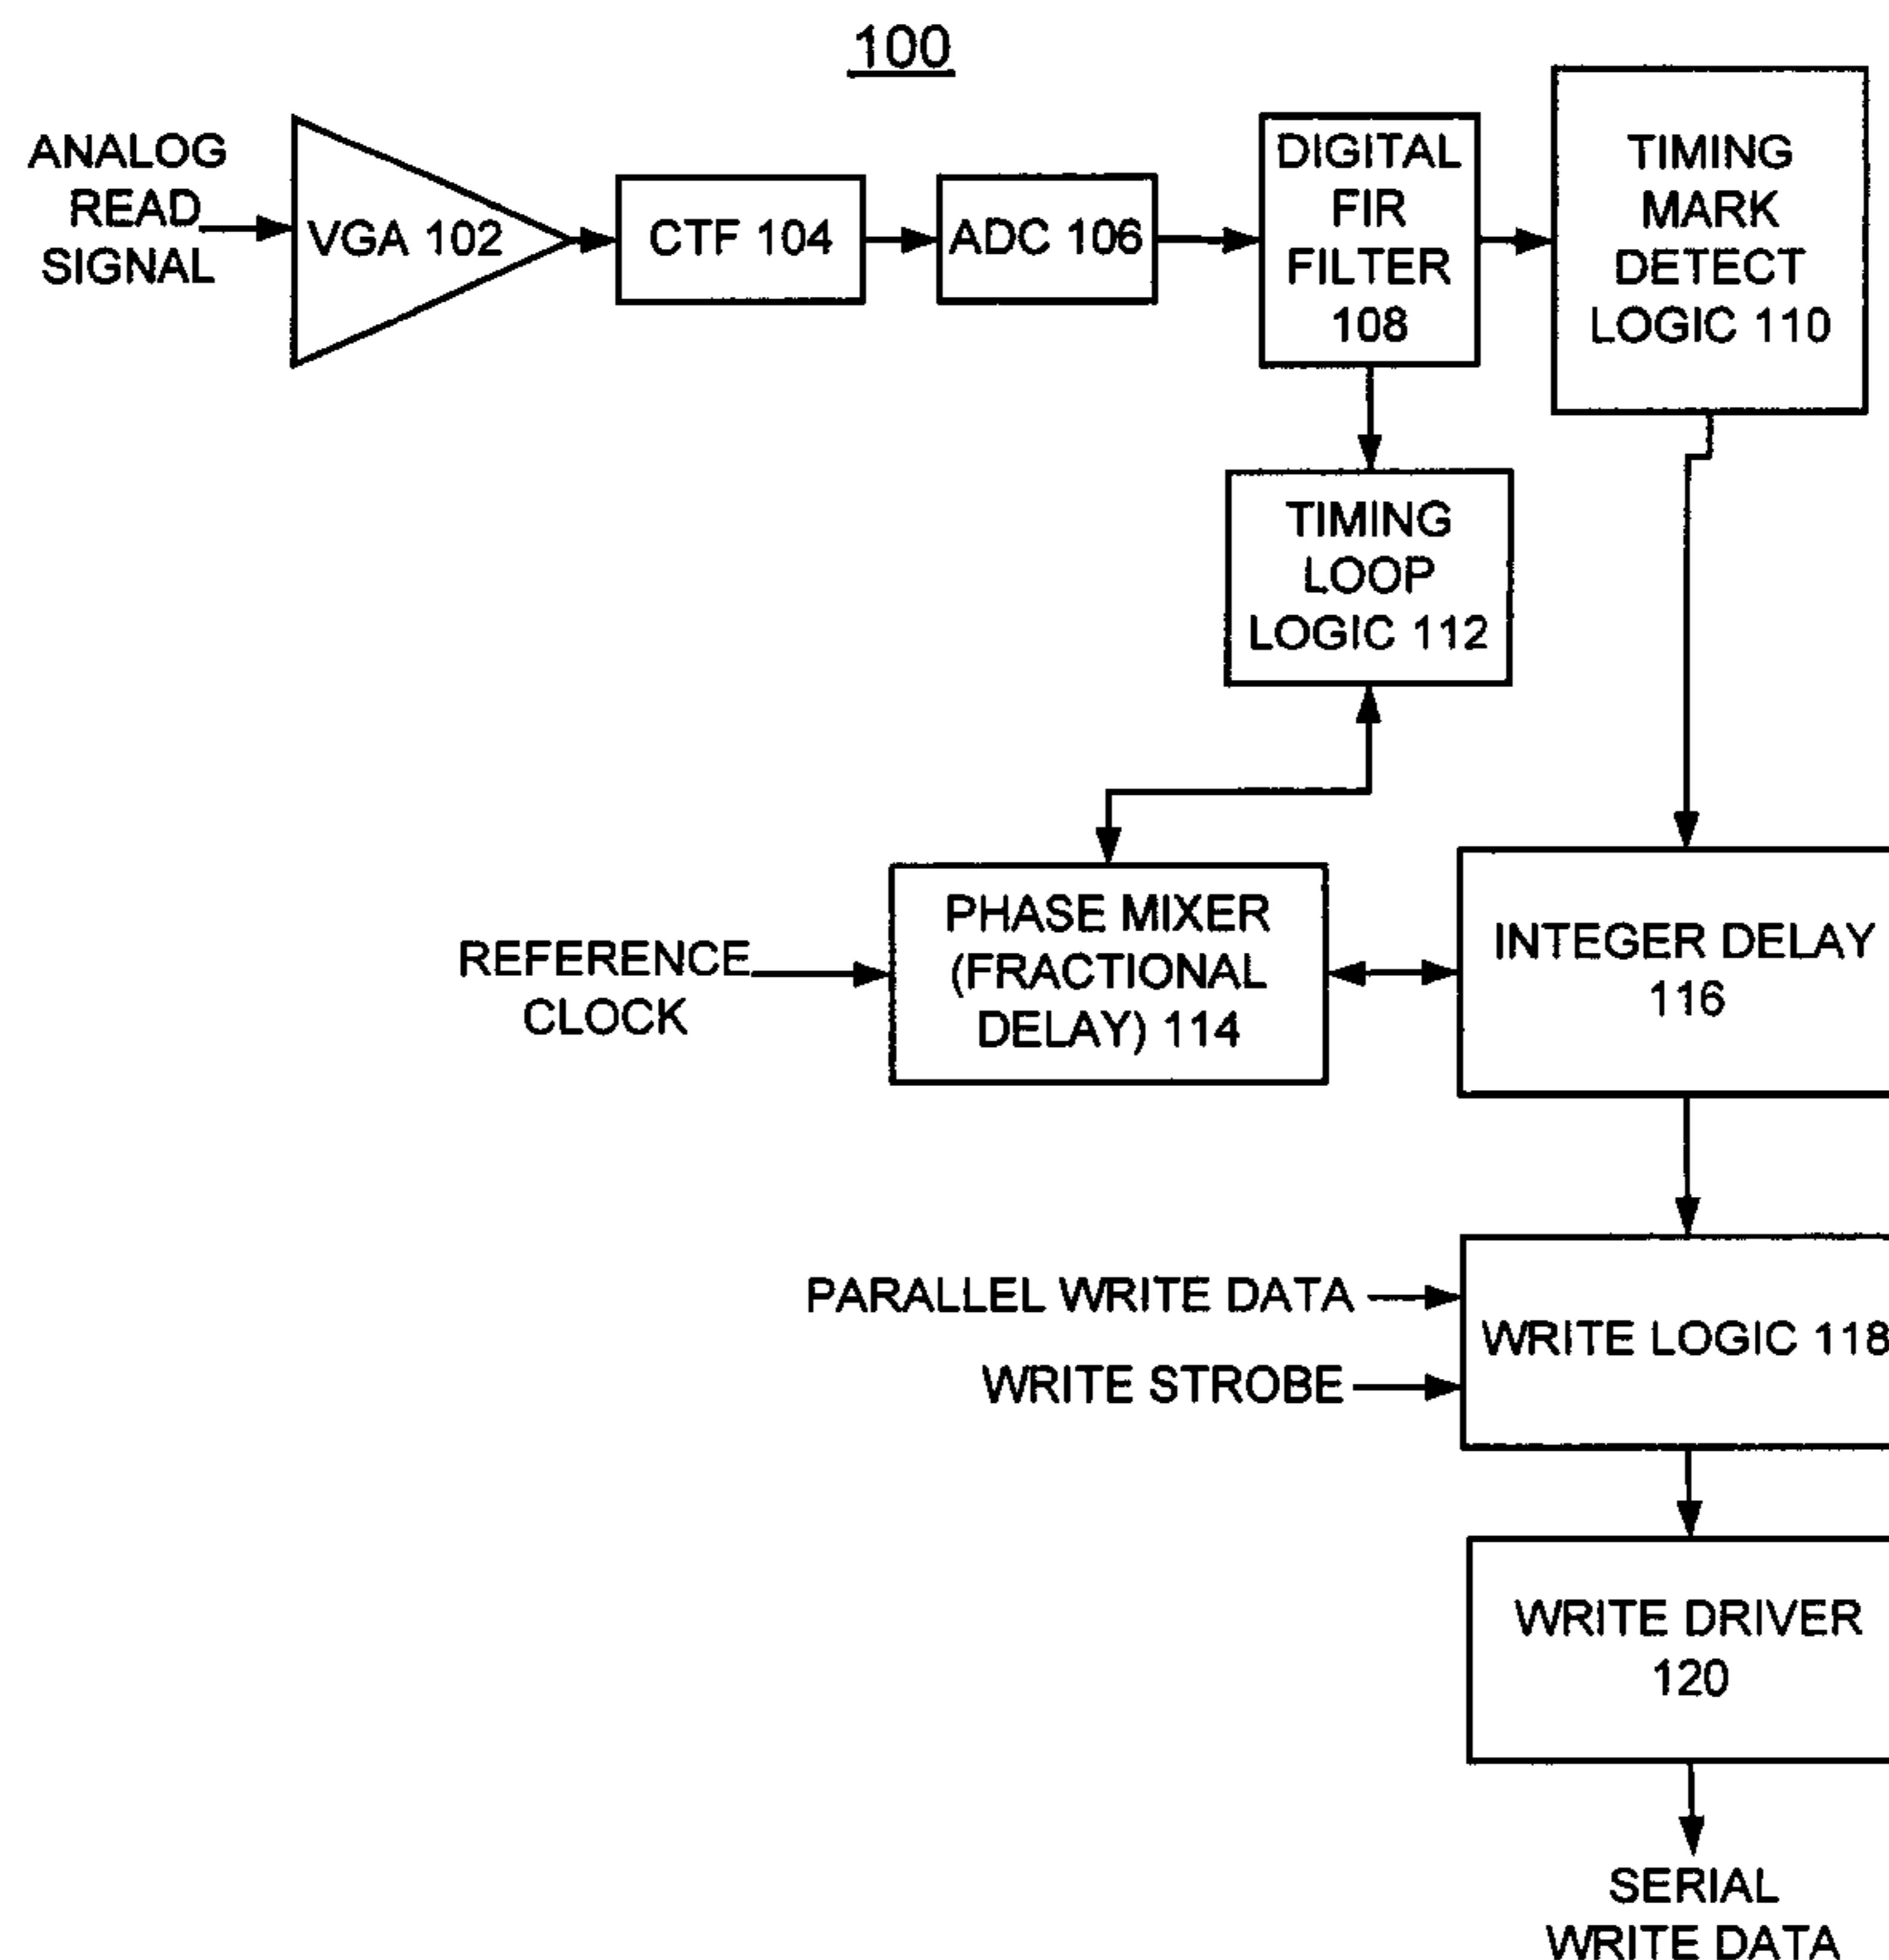 100
ANALOG
READ
SIGNAL
VGA 102
CTF 104
ADC 106
DIGITAL
FIR
FILTER
108
TIMING
MARK
DETECT
LOGIC 110
TIMING
LOOP
LOGIC 112
REFERENCE
CLOCK
PHASE MIXER
(FRACTIONAL
DELAY) 114
INTEGER DELAY
116
PARALLEL WRITE DATA
WRITE STROBE
WRITE LOGIC 118
WRITE DRIVER
120
SERIAL
WRITE DATA